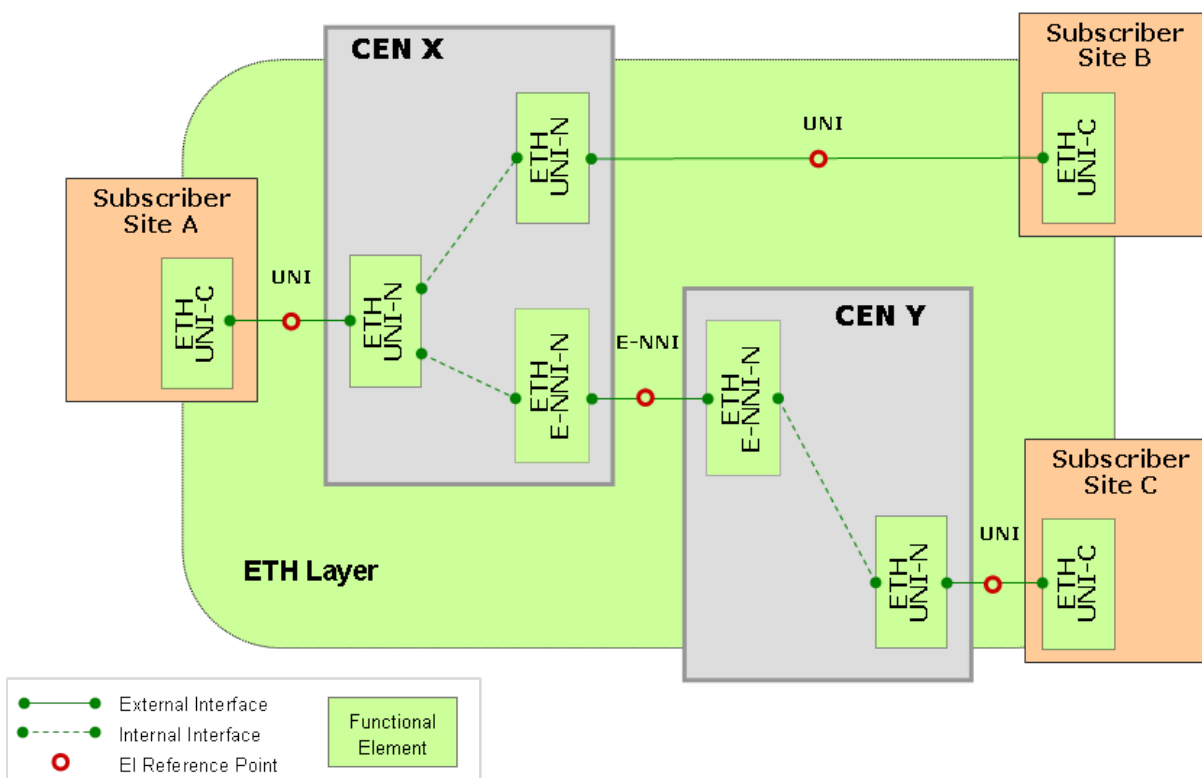 CEN X
Subscriber
Site B
UNI
ETH
UNI-N
ETH
UNI-C
Subscriber
Site A
UNI
ETH
UNI-C
ETH
UNI-N
ETH
E-NNI-N
E-NNI
CEN Y
ETH
E-NNI-N
Subscriber
Site C
UNI
ETH
UNI-N
ETH
UNI-C
ETH Layer
External Interface
Internal Interface
EI Reference Point
Functional
Element